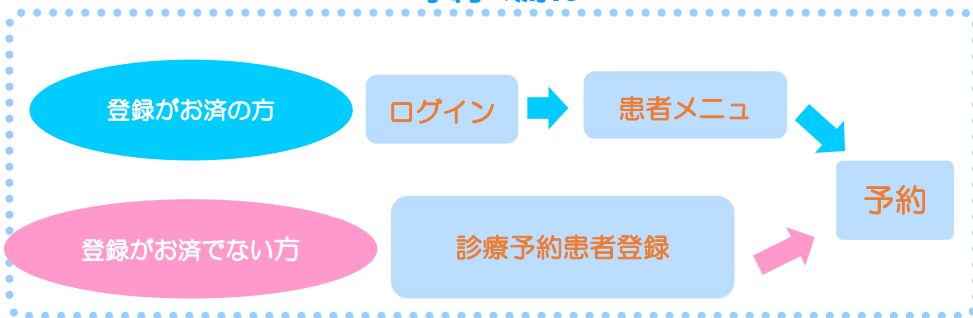 登録がお済の方
ログイン
患者メニュ
予約
登録がお済でない方
診療予約患者登録